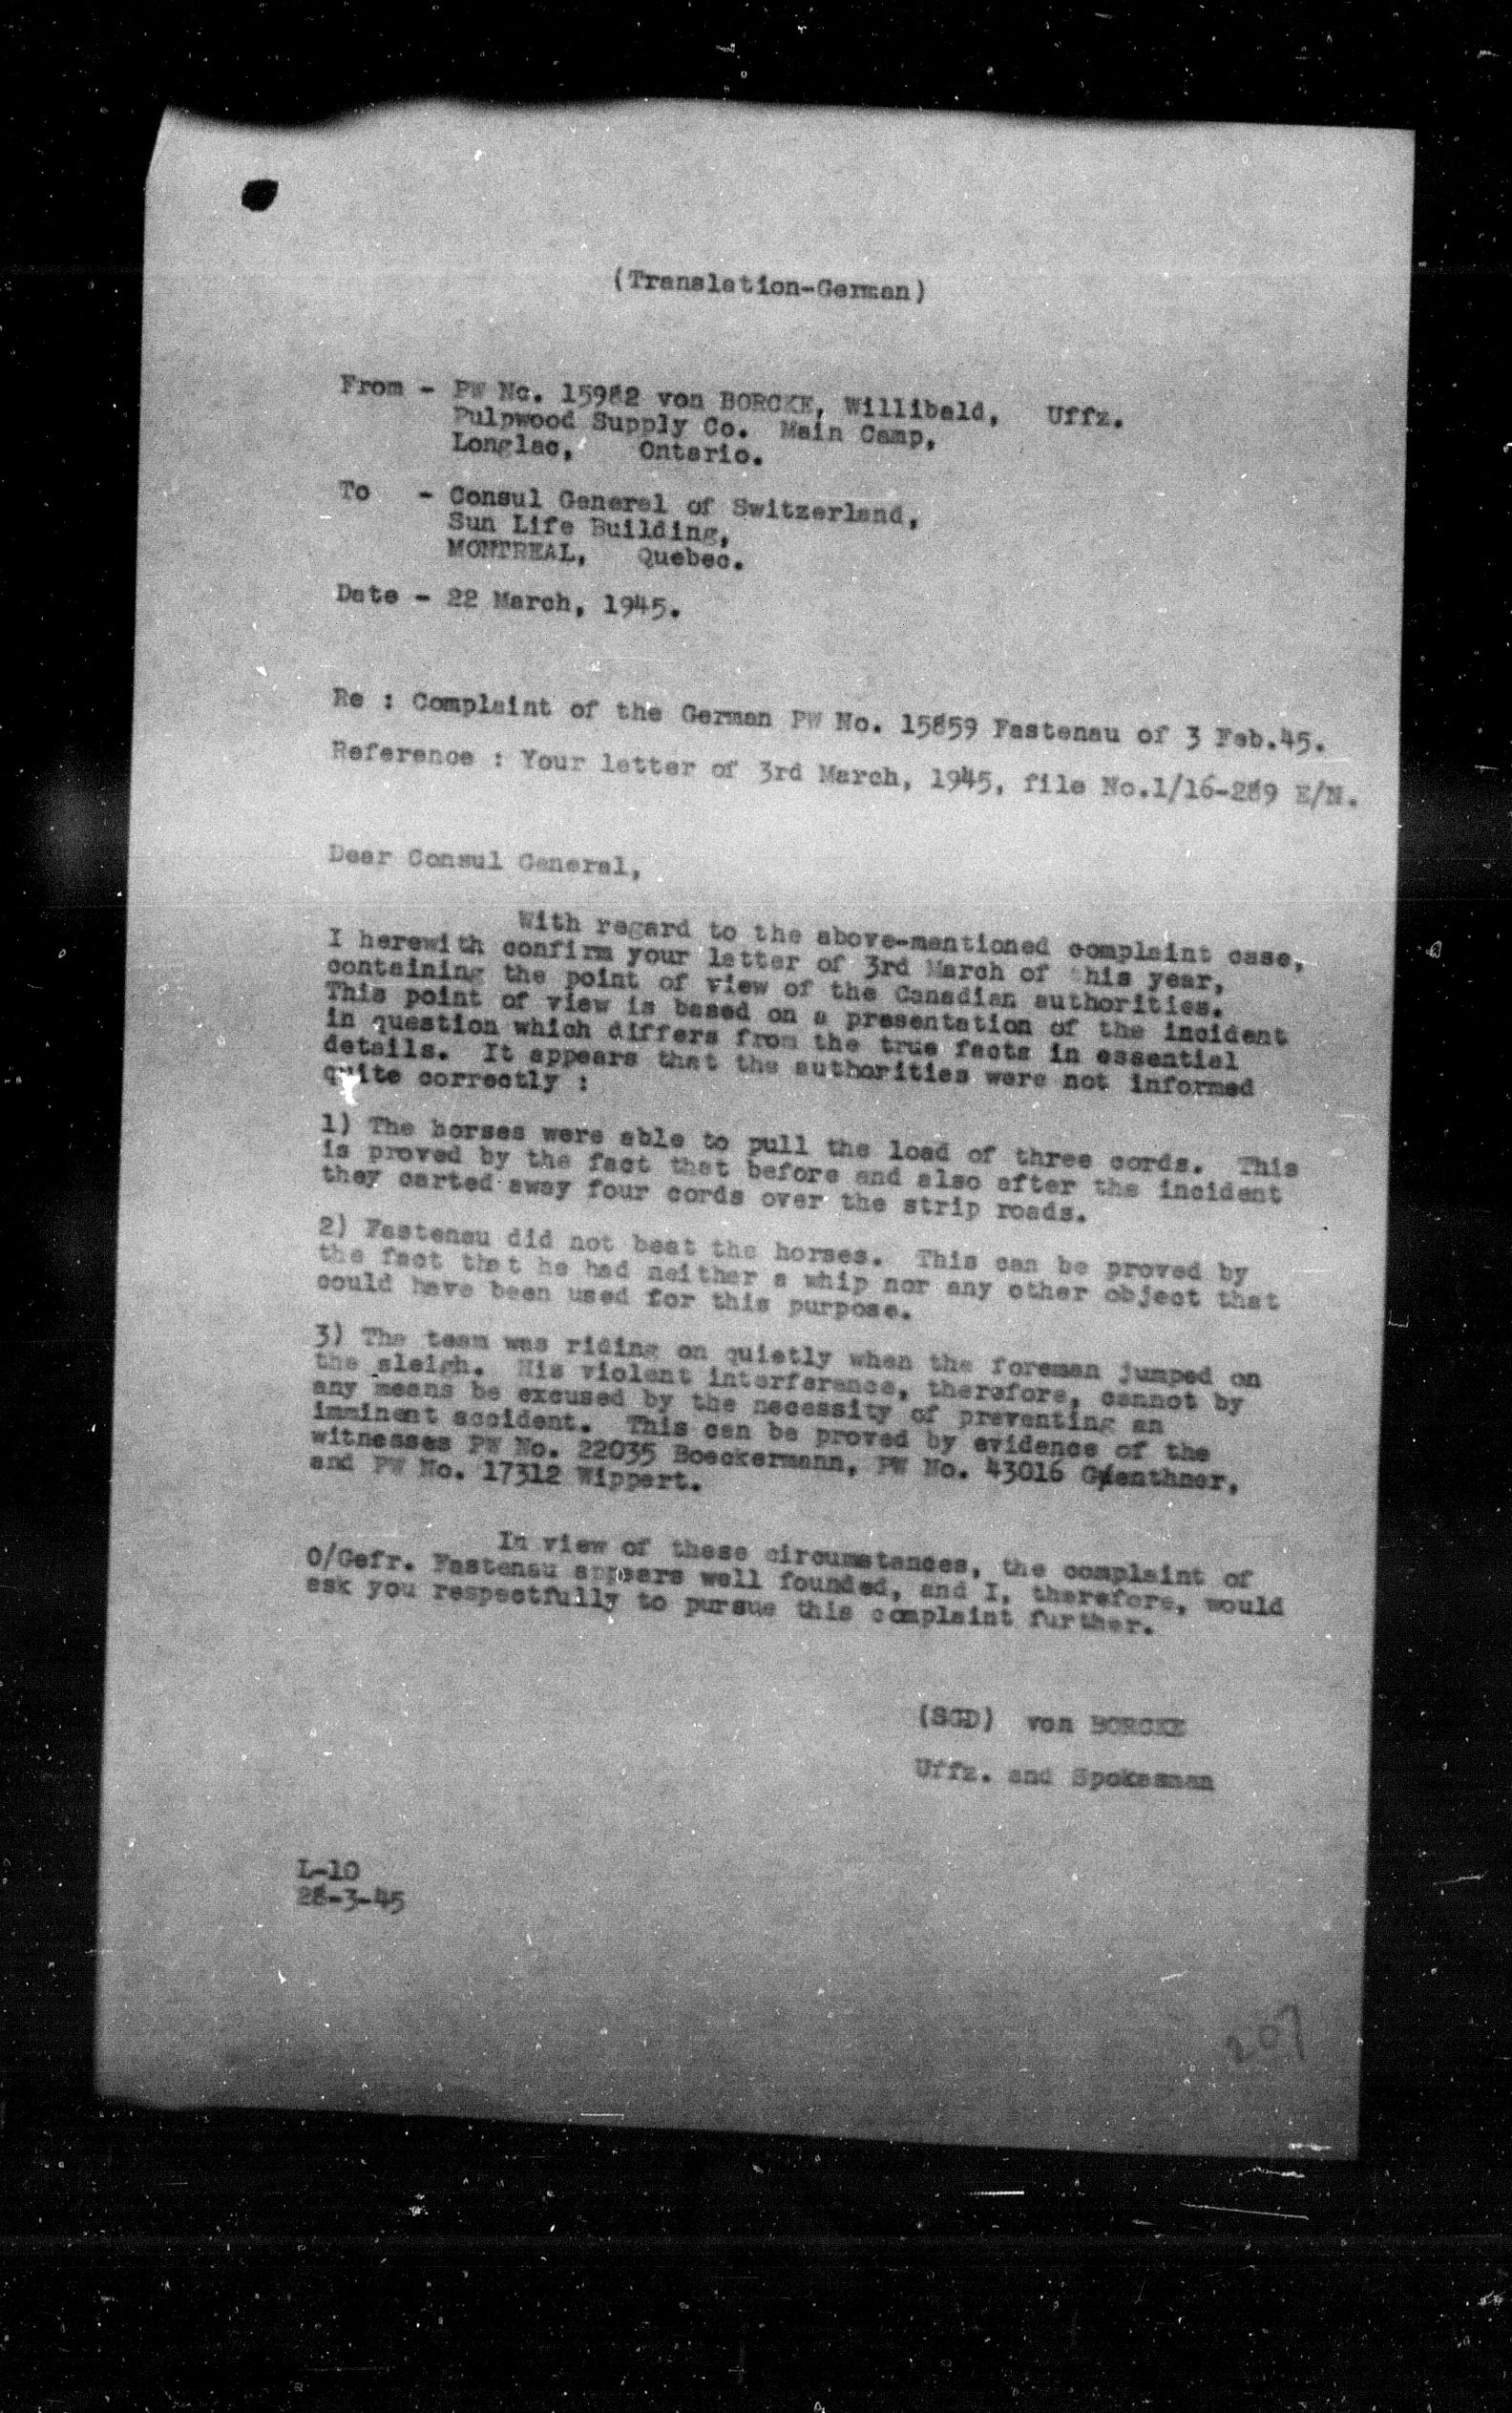 (Translation-German)
From - PW No. 15982 von BORCKE, Willibald, Uffz.
Pulpwood Supply Co. Main Camp,
Longlac, Ontario.
To - Consul General of Switzerland,
Sun Life Building,
MONTREAL, Quebec.
Date - 22 March, 1945.
Re : Complaint of the German PW No. 15859 Fastenau of 3 Feb.45.
Reference : Your letter of 3rd March, 1945, file No.1/16-289 E/N.
Dear Consul General,
With regard to the above-mentioned complaint case,
I herewith confirm your letter of 3rd March of this year,
containing the point of view of the Canadian authorities.
This point of view is based on a presentation of the incident
in question which differs from the true facts in essential
details. It appears that the authorities were not informed
quite correctly :
1) The horses were able to pull the load of three cords. This
is proved by the fact that before and also after the incident
they carted away four cords over the strip roads.
2) Fastenau did not beat the horses. This can be proved by
the fact that he had neither a whip nor any other object that
could have been used for this purpose.
3) The team was riding on quietly when the foreman jumped on
the sleigh. His violent interference, therefore, cannot by
any means be excused by the necessity of preventing an
imminent accident. This can be proved by evidence of the
witnesses PW No. 22035 Boeckermann, PW No. 43016 Guenthner,
and PW No. 17312 Wippert.
In view of these circumstances, the complaint of
O/Gefr. Fastenau appears well founded, and I, therefore, would
ask you respectfully to pursue this complaint further.
(SGD) von BORCKE
Uffz. and Spokesman
L-10
28-3-45
207